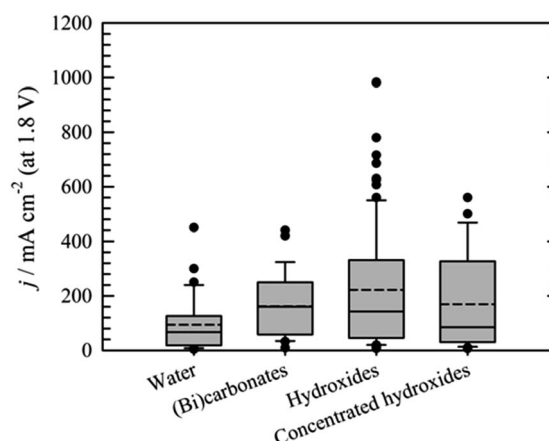 1200
1000
800
600
400
200
0
j / mA cm⁻² (at 1.8 V)
Water
(Bi)carbonates
Hydroxides
Concentrated hydroxides